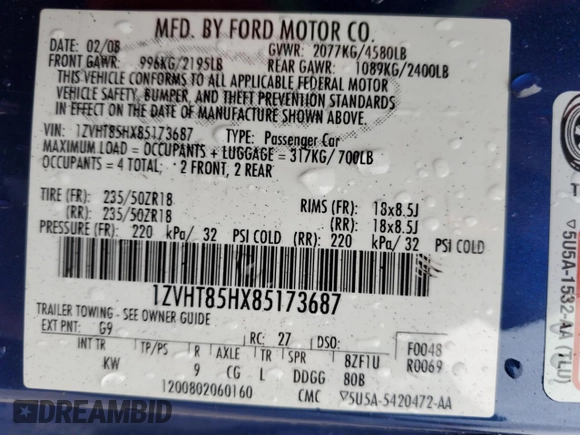 MFD. BY FORD MOTOR CO.
DATE: 02/08 GVWR: 2077KG/4580LB
FRONT GAWR: 996KG/2195LB REAR GAWR: 1089KG/2400LB
THIS VEHICLE CONFORMS TO ALL APPLICABLE FEDERAL MOTOR
VEHICLE SAFETY, BUMPER, AND THEFT PREVENTION STANDARDS
IN EFFECT ON THE DATE OF MANUFACTURE SHOWN ABOVE.
VIN: 1ZVHT85HX85173687 TYPE: Passenger Car
MAXIMUM LOAD = OCCUPANTS + LUGGAGE = 317KG/700LB
OCCUPANTS = 4 TOTAL; 2 FRONT, 2 REAR
TIRE (FR): 235/50ZR18 RIMS (FR): 18x8.5J
(RR): 235/50ZR18 (RR): 18x8.5J
PRESSURE (FR): 220 kPa/ 32 PSI COLD (RR): 220 kPa/ 32 PSI COLD
1ZVHT85HX85173687
TRAILER TOWING - SEE OWNER GUIDE
EXT PNT: G9 RC: 27 DSO: F0048
INT TR TP/PS R AXLE TR SPR 8ZF1U R0069
KW 9 CG L DDGG 80B
1200802060160 CMC ▽5U5A-5420472-AA
▽5U5A-1532-AA (TLU)
DREAMBID DREAMBID.COM